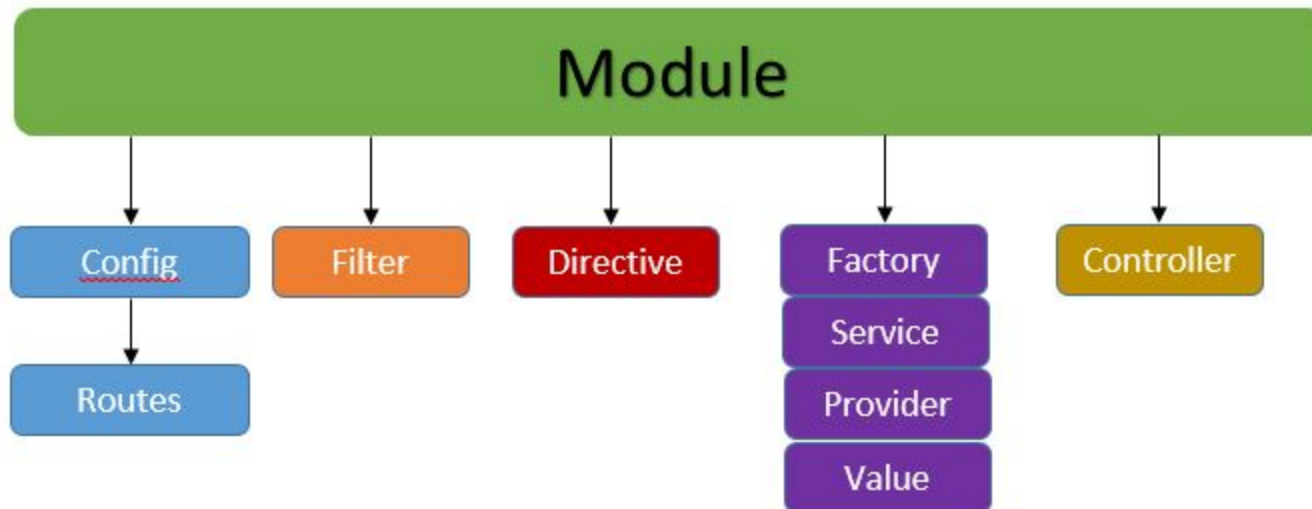 Module
Config
Filter
Directive
Factory
Controller
Service
Routes
Provider
Value